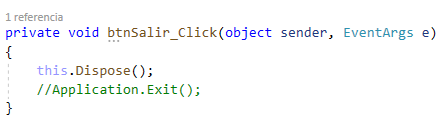 1 referencia
private void btnSalir_Click(object sender, EventArgs e)
{
this.Dispose();
//Application.Exit();
}